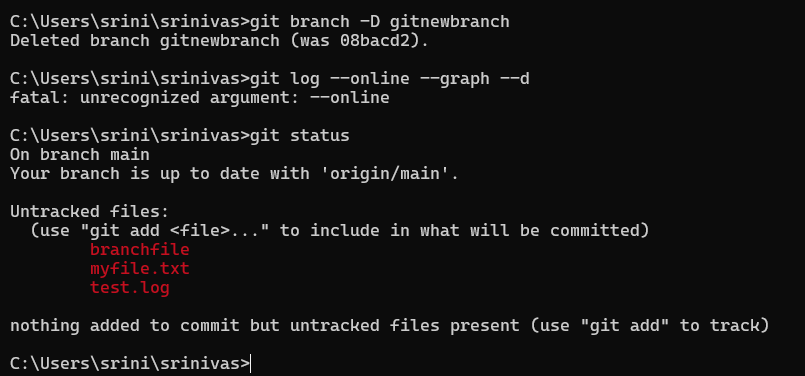 C:\Users\srini\srinivas>git branch -D gitnewbranch
Deleted branch gitnewbranch (was 08bacd2).
C:\Users\srini\srinivas>git log --online --graph --d
fatal: unrecognized argument: --online
C:\Users\srini\srinivas>git status
On branch main
Your branch is up to date with 'origin/main'.
Untracked files:
  (use "git add <file>..." to include in what will be committed)
        branchfile
        myfile.txt
        test.log
nothing added to commit but untracked files present (use "git add" to track)
C:\Users\srini\srinivas>